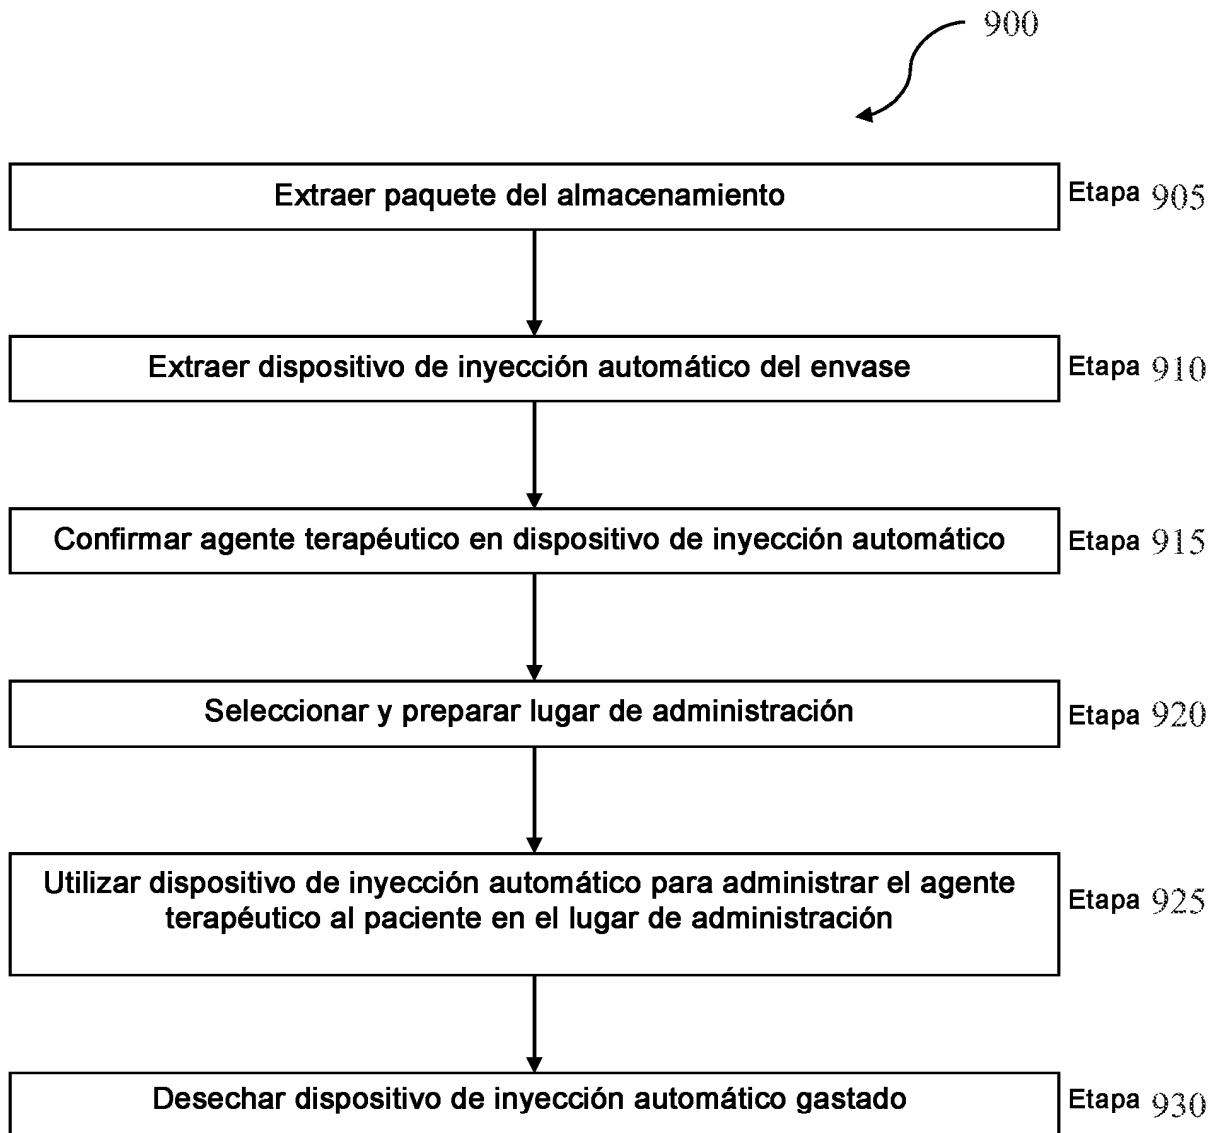 900
Extraer paquete del almacenamiento
Etapa 905
Extraer dispositivo de inyección automático del envase
Etapa 910
Confirmar agente terapéutico en dispositivo de inyección automático
Etapa 915
Seleccionar y preparar lugar de administración
Etapa 920
Utilizar dispositivo de inyección automático para administrar el agente
terapéutico al paciente en el lugar de administración
Etapa 925
Desechar dispositivo de inyección automático gastado
Etapa 930